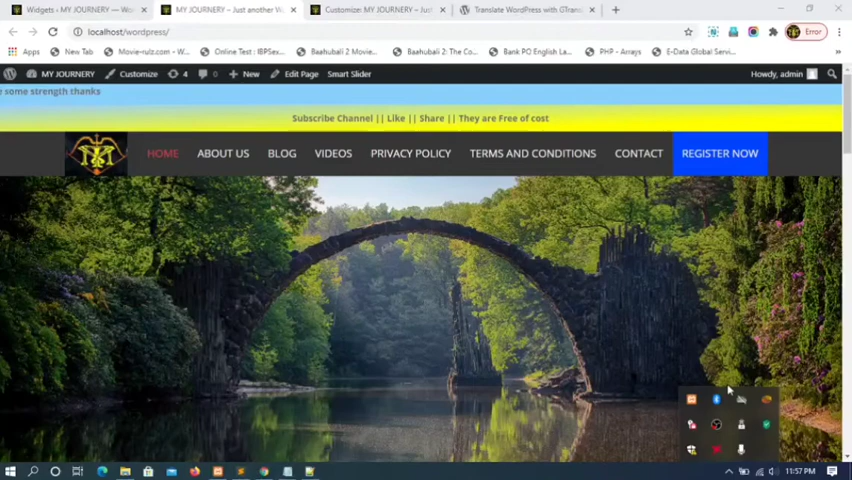 Widgets ‹ MY JOURNERY — Wo
MY JOURNERY – Just another W
Customize: MY JOURNERY – Just
Translate WordPress with GTrans
localhost/wordpress/
Error
Apps
New Tab
Movie-rulz.com - W...
Online Test : IBPSEx...
Baahubali 2 Movie...
Baahubali 2: The Co...
Bank PO English La...
PHP - Arrays
E-Data Global Servi...
MY JOURNERY
Customize
4
0
New
Edit Page
Smart Slider
Howdy, admin
e some strength thanks
Subscribe Channel || Like || Share || They are Free of cost
HOME
ABOUT US
BLOG
VIDEOS
PRIVACY POLICY
TERMS AND CONDITIONS
CONTACT
REGISTER NOW
11:57 PM